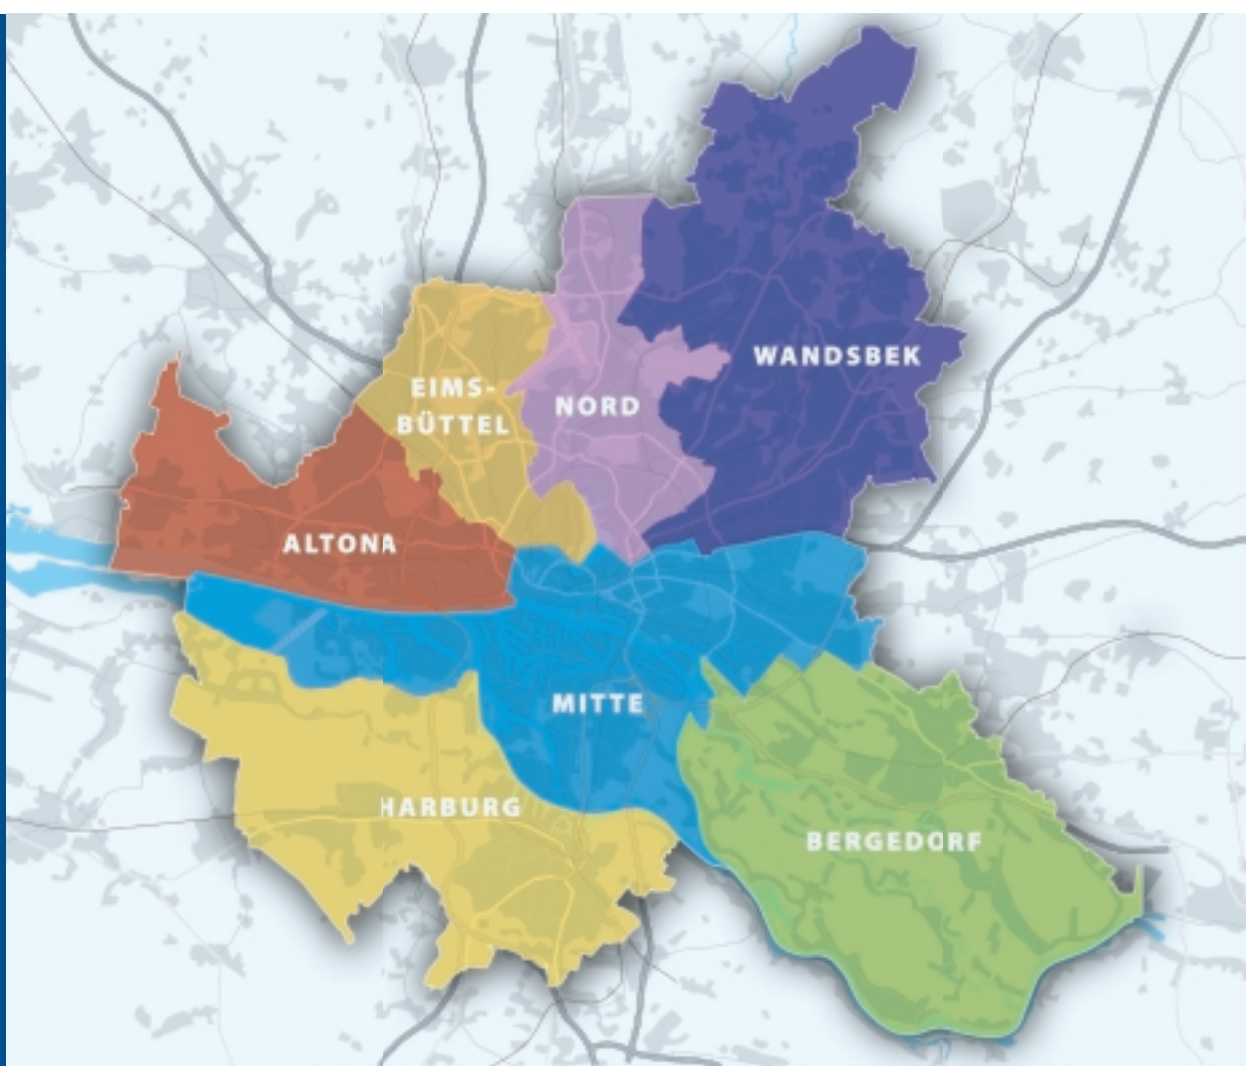 WANDSBEK
EIMS-
BÜTTEL
NORD
ALTONA
MITTE
HARBURG
BERGEDORF